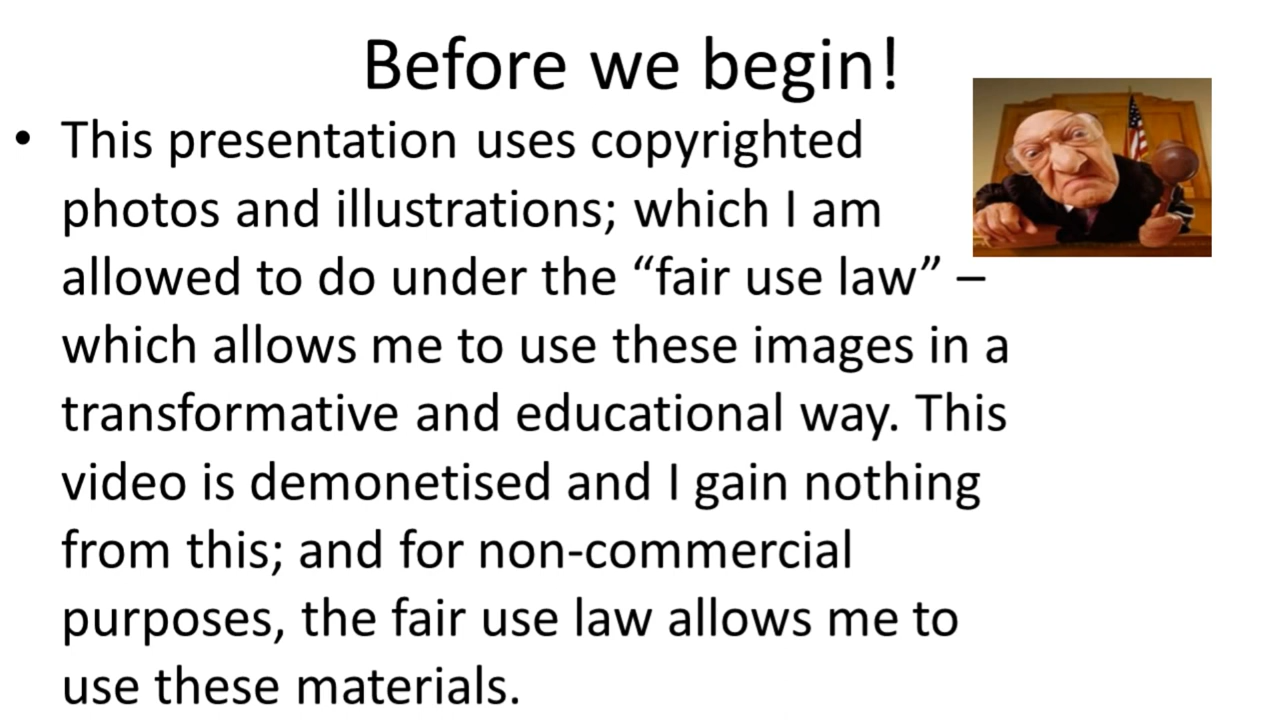 Before we begin!
• This presentation uses copyrighted
photos and illustrations; which I am
allowed to do under the “fair use law” –
which allows me to use these images in a
transformative and educational way. This
video is demonetised and I gain nothing
from this; and for non-commercial
purposes, the fair use law allows me to
use these materials.